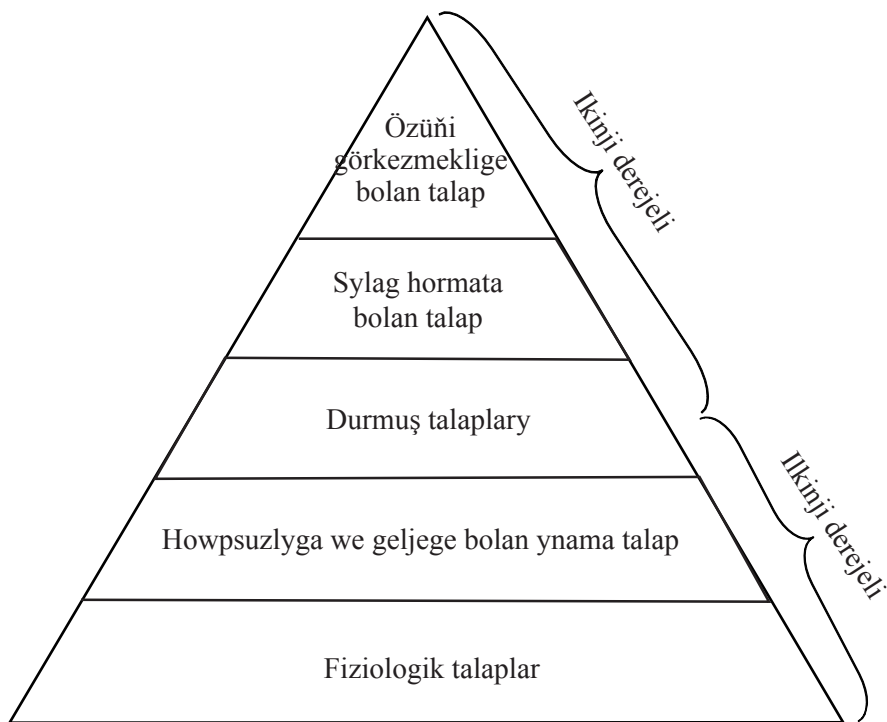 Özüňi
görkezmeklige
bolan talap
Ikinji derejeli
Sylag hormata
bolan talap
Durmuş talaplary
Howpsuzlyga we geljege bolan ynama talap
Ilkinji derejeli
Fiziologik talaplar